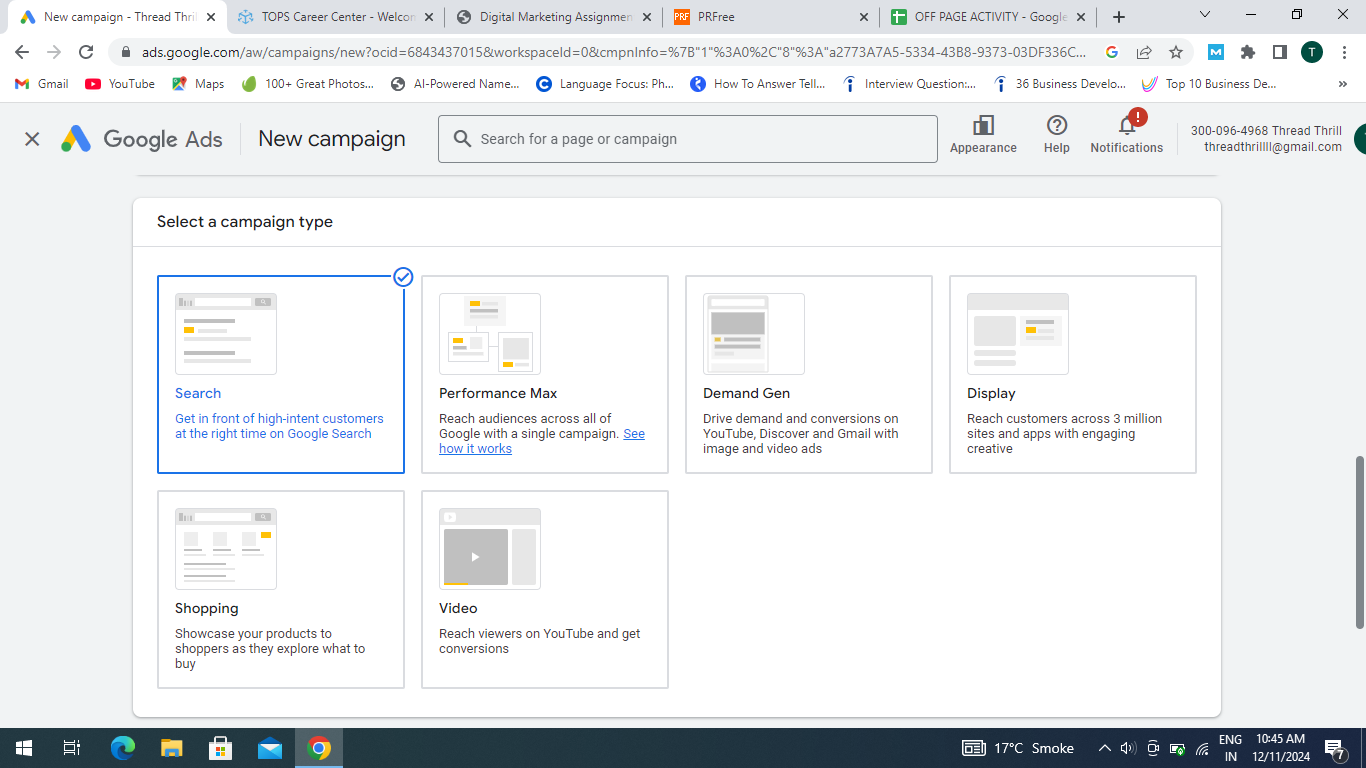 New campaign - Thread Thril
TOPS Career Center - Welcon
Digital Marketing Assignmen
PRF PRFree
OFF PAGE ACTIVITY - Google
ads.google.com/aw/campaigns/new?ocid=6843437015&workspaceId=0&cmpnInfo=%7B"1"%3A0%2C"8"%3A"a2773A7A5-5334-43B8-9373-03DF336C...
M
T
Gmail
YouTube
Maps
100+ Great Photos...
AI-Powered Name...
Language Focus: Ph...
How To Answer Tell...
Interview Question:...
36 Business Develo...
Top 10 Business De...
»
Google Ads
New campaign
Search for a page or campaign
Appearance
Help
!
Notifications
300-096-4968 Thread Thrill
threadthrillll@gmail.com
Select a campaign type
Search
Get in front of high-intent customers
at the right time on Google Search
Performance Max
Reach audiences across all of
Google with a single campaign. See
how it works
Demand Gen
Drive demand and conversions on
YouTube, Discover and Gmail with
image and video ads
Display
Reach customers across 3 million
sites and apps with engaging
creative
Shopping
Showcase your products to
shoppers as they explore what to
buy
Video
Reach viewers on YouTube and get
conversions
17°C Smoke
ENG
IN
10:45 AM
12/11/2024
7